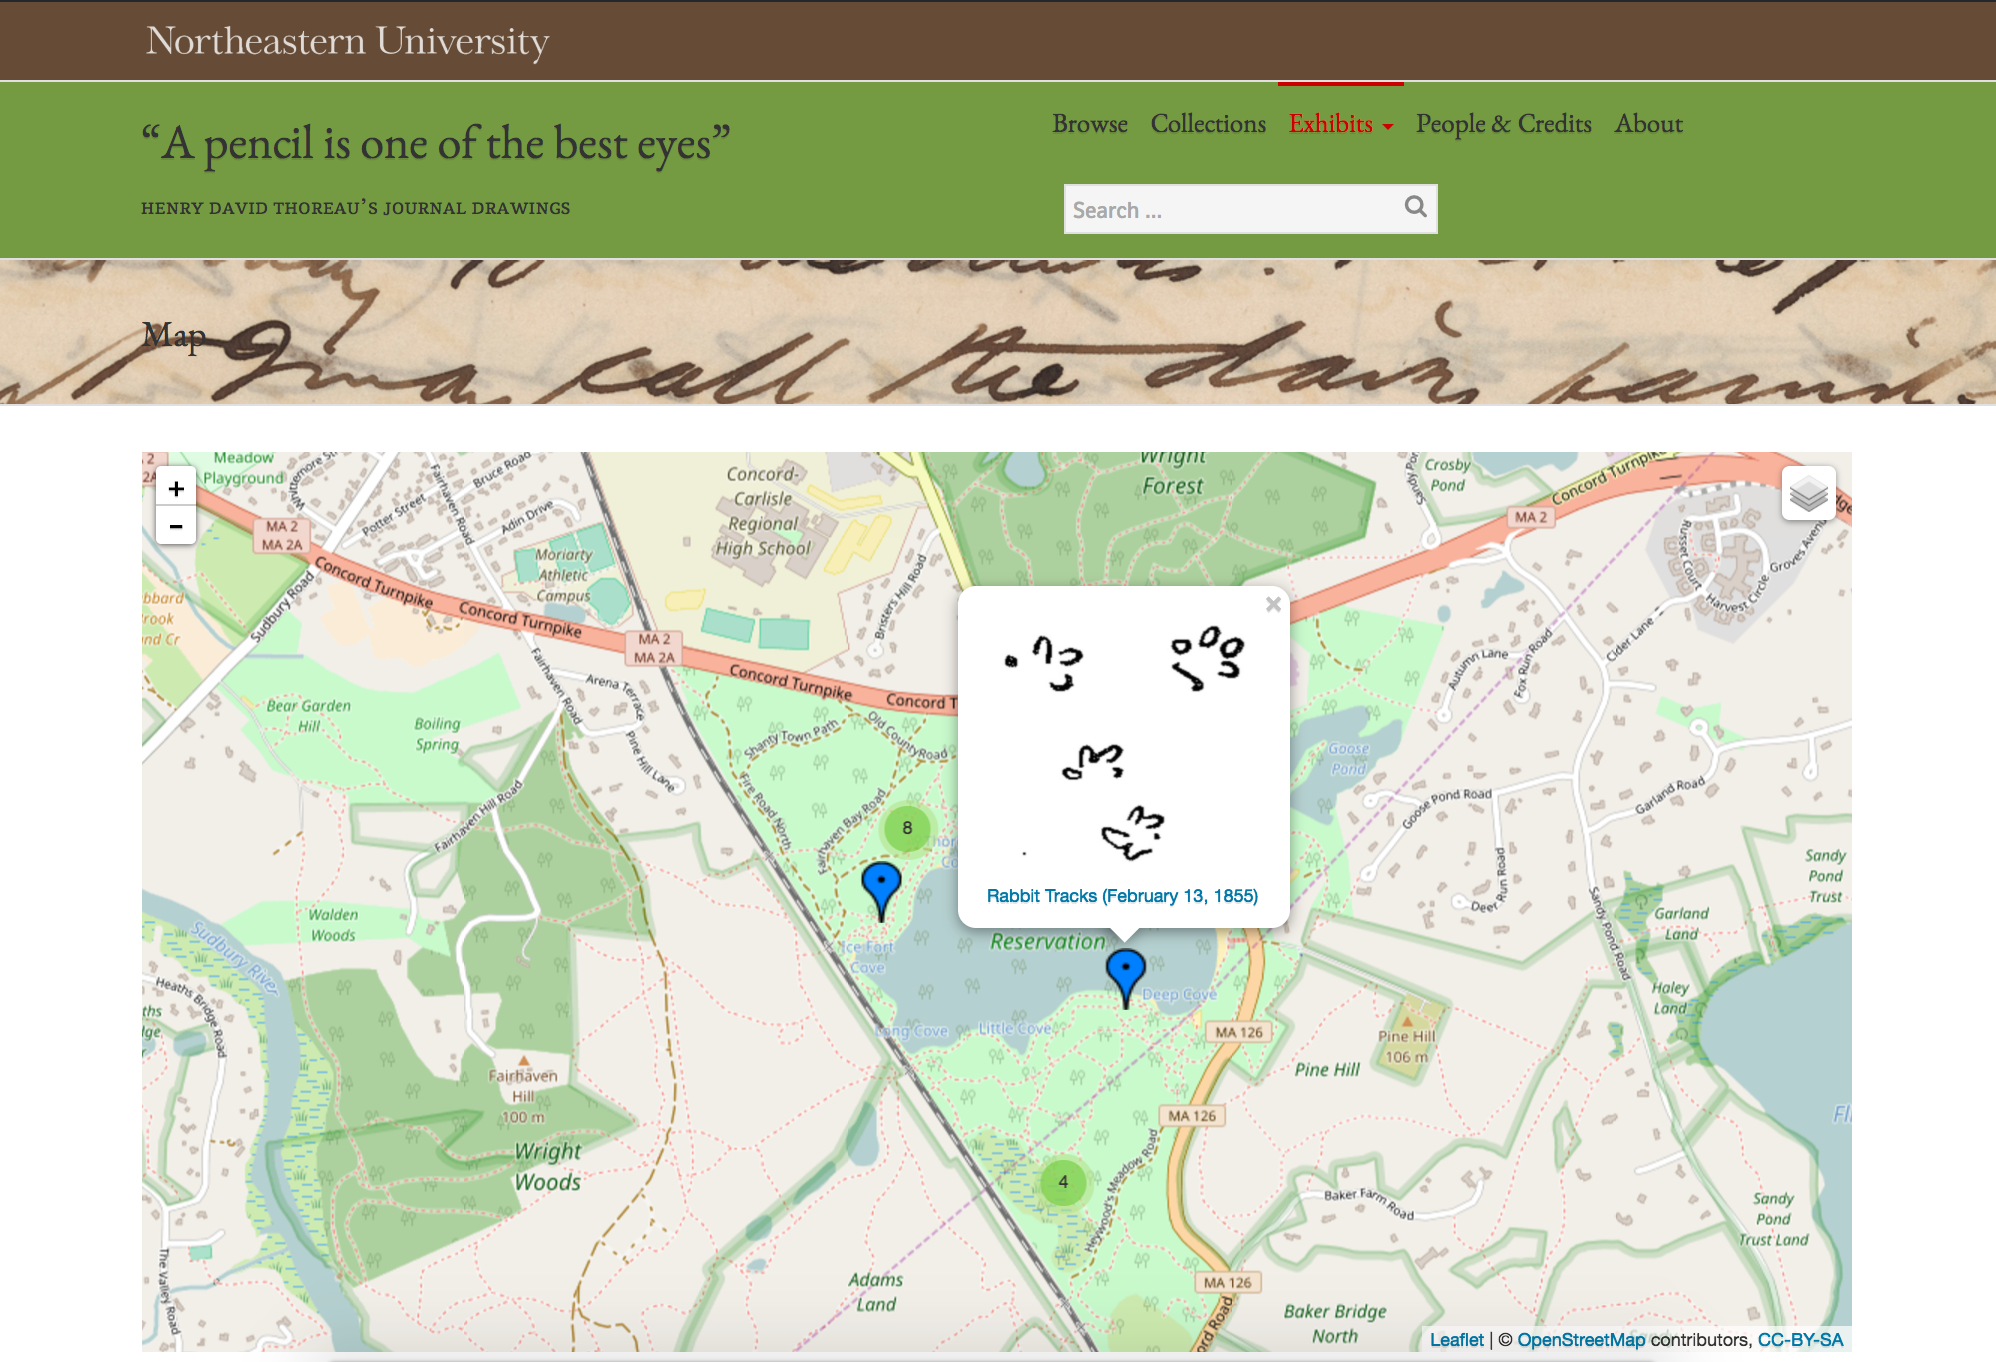 Northeastern University
“A pencil is one of the best eyes”
HENRY DAVID THOREAU’S JOURNAL DRAWINGS
Browse Collections Exhibits People & Credits About
Search ...
Map
I may call the dais
+
-
Meadow
Playground
Bruce Road
Fairhaven Road
Potter Street
Adin Drive
MA 2
MA 2A
Concord Turnpike
Concord Turnpike
Sudbury Road
Moriarty
Athletic
Campus
Concord-
Carlisle
Regional
High School
Bristers Hill Road
Wright
Forest
Crosby
Pond
Concord Turnpike
MA 2
Russet Court
Harvest Circle
MA 2
MA 2A
Concord Turnpike
Fairhaven Road
Arena Terrace
Pine Hill Lane
Bear Garden
Hill
Boiling
Spring
Shanty Town Path
Old County Road
Fire Road North
Fairhaven Bay Road
Fairhaven Hill Road
8
Rabbit Tracks (February 13, 1855)
Goose
Pond
Autumn Lane
Fox Run Road
Cider Lane
Goose Pond Road
Garland Road
Deer Run Road
Sandy Pond Road
Sandy
Pond
Trust
Garland
Land
Haley
Land
Walden
Woods
Sudbury River
Heaths Bridge Road
Ice Fort
Cove
Reservation
Deep Cove
Long Cove
Little Cove
MA 126
Pine Hill
106 m
Pine Hill
Fairhaven
Hill
100 m
Wright
Woods
MA 126
4
Heywood's Meadow Road
Baker Farm Road
Sandy
Pond
Trust Land
The Valley Road
Adams
Land
MA 126
Baker Bridge
North
Leaflet | © OpenStreetMap contributors, CC-BY-SA